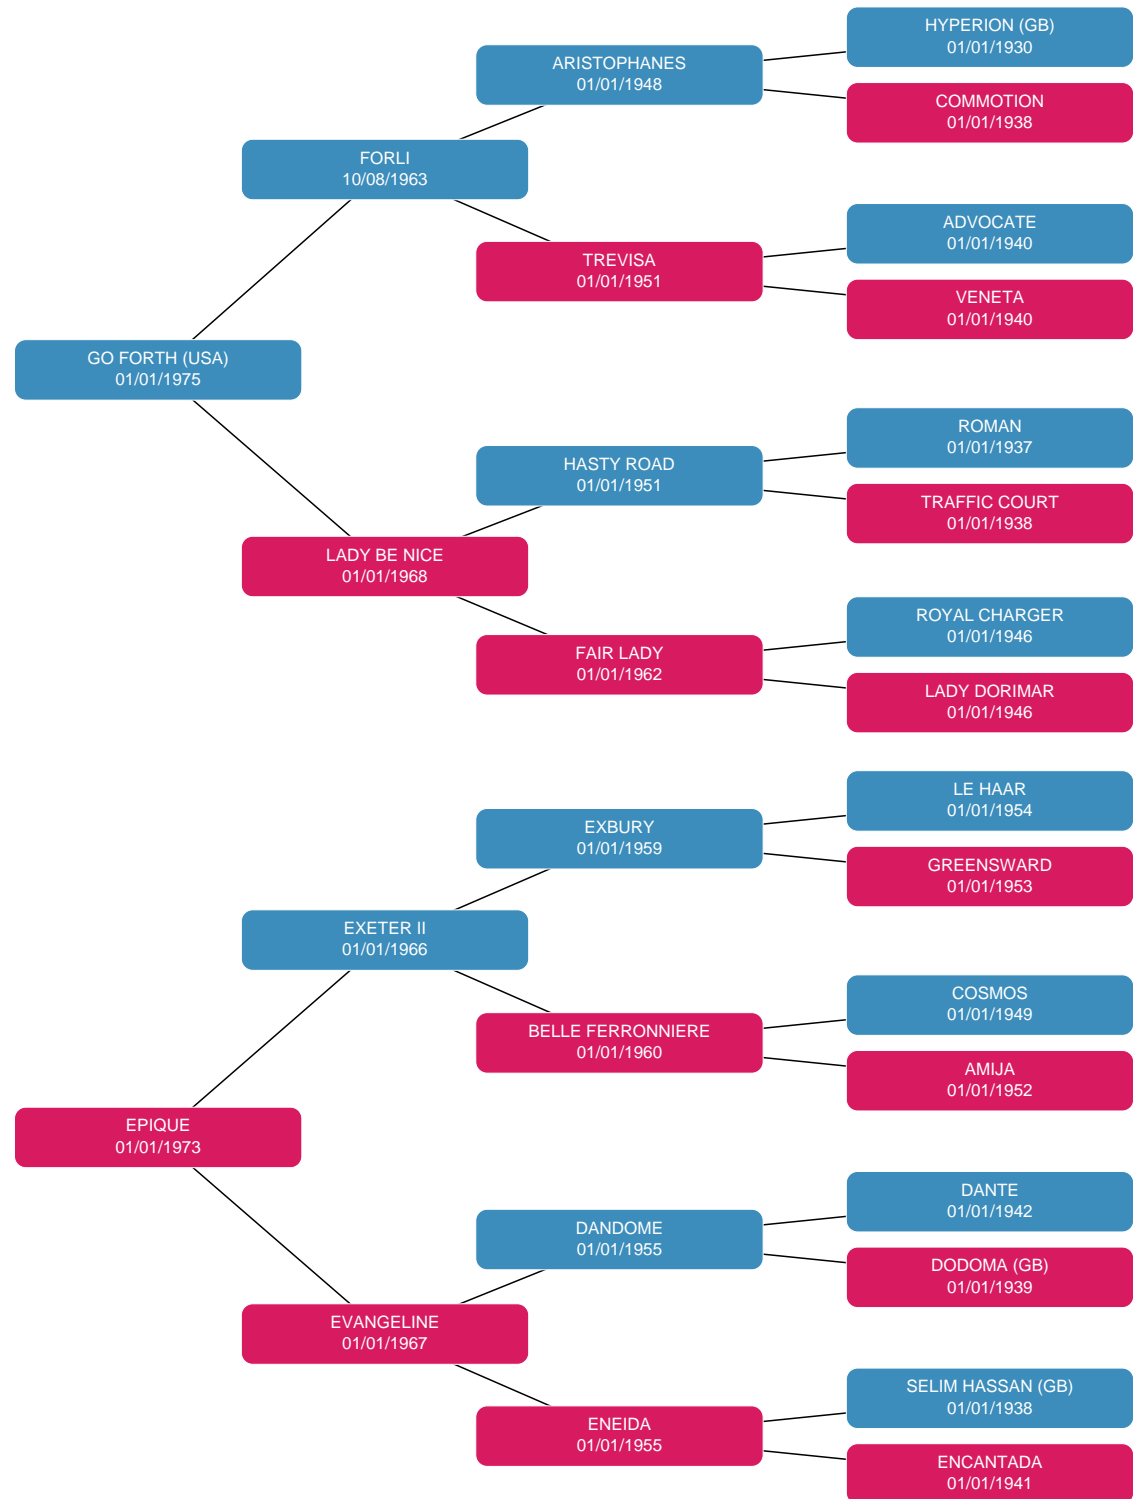 HYPERION (GB)
01/01/1930
ARISTOPHANES
01/01/1948
COMMOTION
01/01/1938
FORLI
10/08/1963
ADVOCATE
01/01/1940
TREVISA
01/01/1951
VENETA
01/01/1940
GO FORTH (USA)
01/01/1975
ROMAN
01/01/1937
HASTY ROAD
01/01/1951
TRAFFIC COURT
01/01/1938
LADY BE NICE
01/01/1968
ROYAL CHARGER
01/01/1946
FAIR LADY
01/01/1962
LADY DORIMAR
01/01/1946
LE HAAR
01/01/1954
EXBURY
01/01/1959
GREENSWARD
01/01/1953
EXETER II
01/01/1966
COSMOS
01/01/1949
BELLE FERRONNIERE
01/01/1960
AMIJA
01/01/1952
EPIQUE
01/01/1973
DANTE
01/01/1942
DANDOME
01/01/1955
DODOMA (GB)
01/01/1939
EVANGELINE
01/01/1967
SELIM HASSAN (GB)
01/01/1938
ENEIDA
01/01/1955
ENCANTADA
01/01/1941